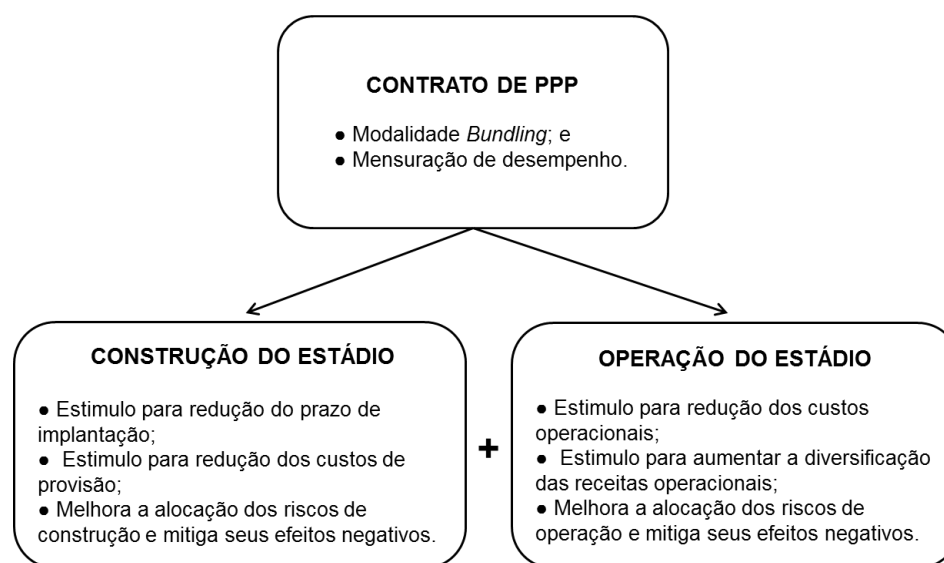 CONTRATO DE PPP
● Modalidade Bundling; e
● Mensuração de desempenho.
CONSTRUÇÃO DO ESTÁDIO
● Estimulo para redução do prazo de
implantação;
● Estimulo para redução dos custos de
provisão;
● Melhora a alocação dos riscos de
construção e mitiga seus efeitos negativos.
+
OPERAÇÃO DO ESTÁDIO
● Estimulo para redução dos custos
operacionais;
● Estimulo para aumentar a diversificação
das receitas operacionais;
● Melhora a alocação dos riscos de
operação e mitiga seus efeitos negativos.